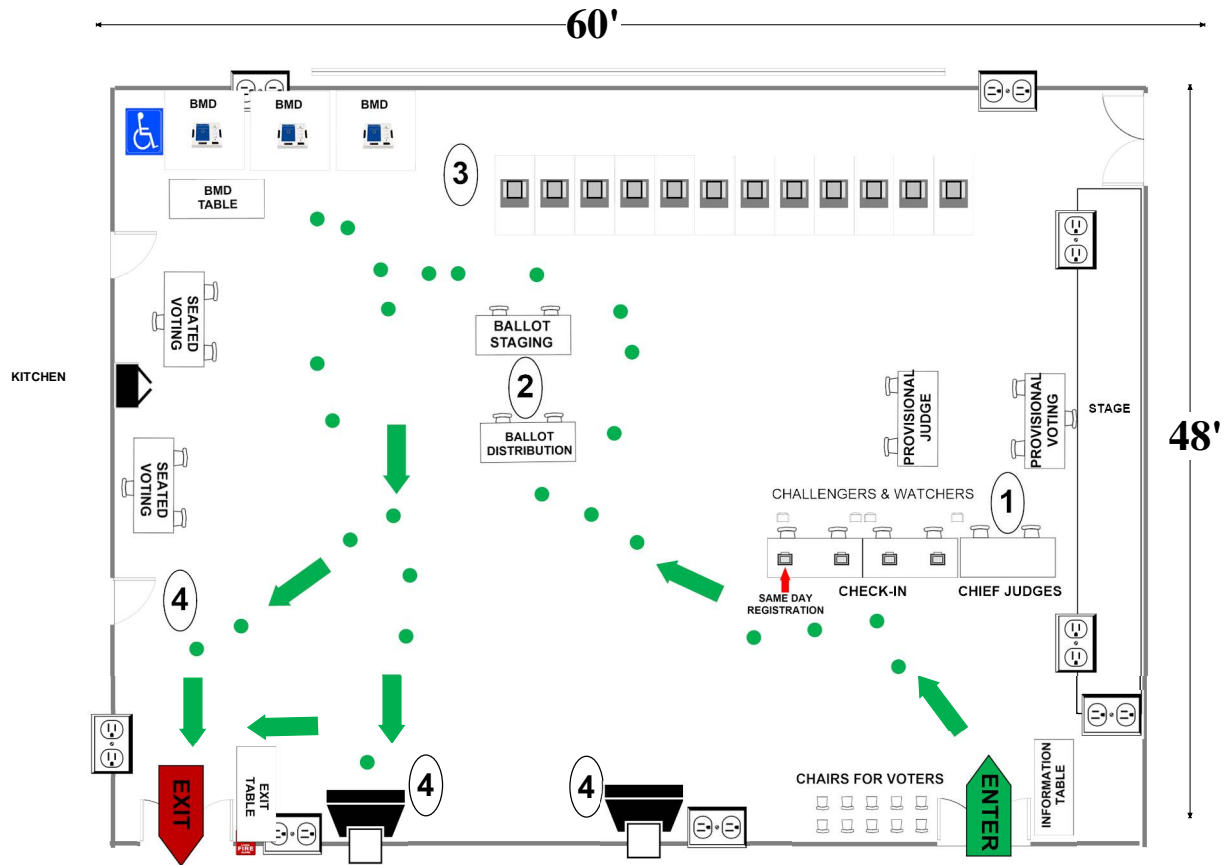 60'
BMD
BMD
BMD
3
BMD
TABLE
SEATED
VOTING
BALLOT
STAGING
KITCHEN
2
PROVISIONAL
JUDGE
PROVISIONAL
VOTING
STAGE
48'
BALLOT
DISTRIBUTION
SEATED
VOTING
CHALLENGERS & WATCHERS
1
4
SAME DAY
REGISTRATION
CHECK-IN
CHIEF JUDGES
EXIT
EXIT
TABLE
4
4
CHAIRS FOR VOTERS
ENTER
INFORMATION
TABLE
FIRE